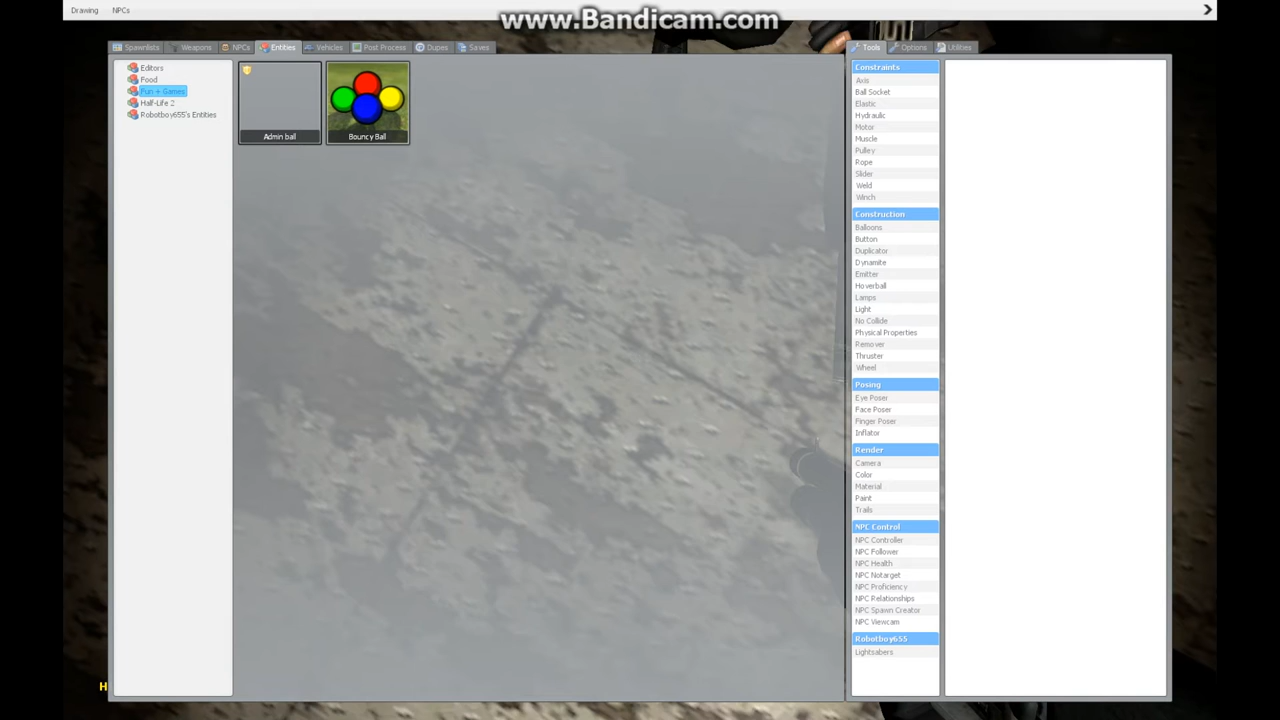 Drawing NPCs
www.Bandicam.com
Spawnlists Weapons NPCs Entities Vehicles Post Process Dupes Saves
Editors
Food
Fun + Games
Half-Life 2
Robotboy655's Entities
Admin ball
Bouncy Ball
Tools Options Utilities
Constraints
Axis
Ball Socket
Elastic
Hydraulic
Motor
Muscle
Pulley
Rope
Slider
Weld
Winch
Construction
Balloons
Button
Duplicator
Dynamite
Emitter
Hoverball
Lamps
Light
No Collide
Physical Properties
Remover
Thruster
Wheel
Posing
Eye Poser
Face Poser
Finger Poser
Inflator
Render
Camera
Color
Material
Paint
Trails
NPC Control
NPC Controller
NPC Follower
NPC Health
NPC Notarget
NPC Proficiency
NPC Relationships
NPC Spawn Creator
NPC Viewcam
Robotboy655
Lightsabers
H